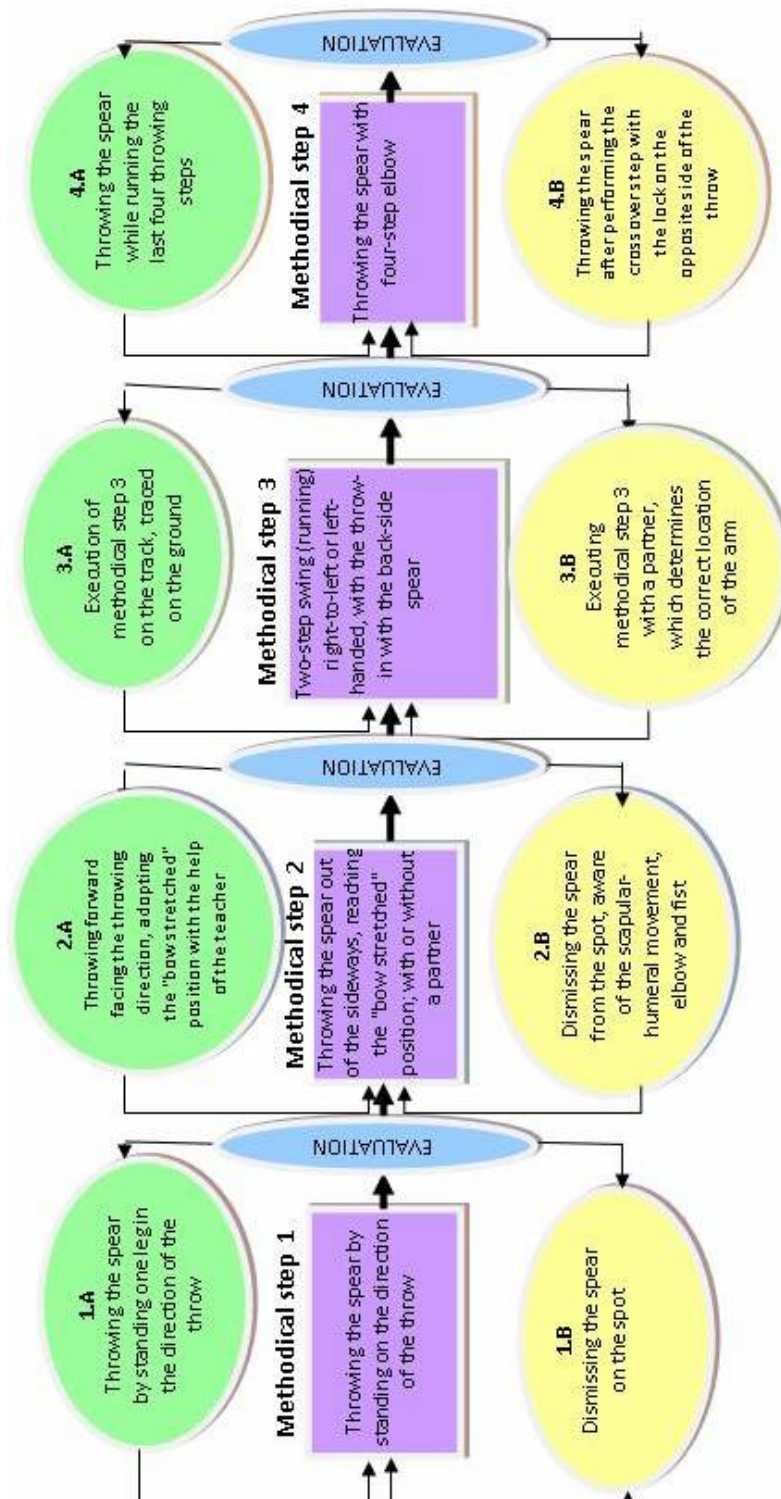 1.A
Throwing the spear
by standing one leg in
the direction of the
throw
Methodical step 1
Throwing the spear by
standing on the direction
of the throw
1.B
Dismissing the spear
on the spot
EVALUATION
2.A
Throwing forward
facing the throwing
direction, adopting
the "bow stretched"
position with the help
of the teacher
Methodical step 2
Throwing the spear out
of the sideways, reaching
the "bow stretched"
position; with or without
a partner
2.B
Dismissing the spear
from the spot, aware
of the scapular-
humeral movement,
elbow and fist
EVALUATION
3.A
Execution of
methodical step 3
on the track, traced
on the ground
Methodical step 3
Two-step swing (running)
right-to-left or left-
handed, with the throw-
in with the back-side
spear
3.B
Executing
methodical step 3
with a partner,
which determines
the correct location
of the arm
EVALUATION
4.A
Throwing the spear
while running the
last four throwing
steps
Methodical step 4
Throwing the spear with
four-step elbow
4.B
Throwing the spear
after performing the
crossover step with
the lock on the
opposite side of the
throw
EVALUATION